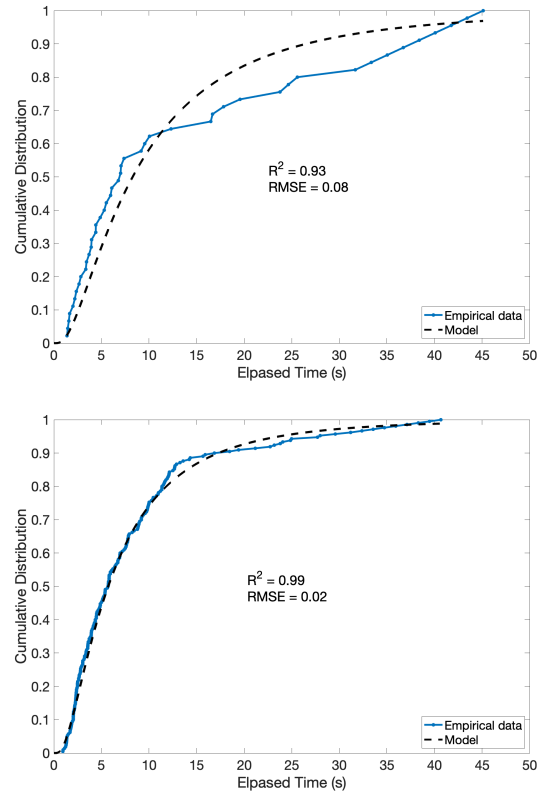 1
0.9
0.8
0.7
0.6
0.5
0.4
0.3
0.2
0.1
0
Cumulative Distribution
R² = 0.93
RMSE = 0.08
Empirical data
Model
0 5 10 15 20 25 30 35 40 45 50
Elpased Time (s)
1
0.9
0.8
0.7
0.6
0.5
0.4
0.3
0.2
0.1
0
Cumulative Distribution
R² = 0.99
RMSE = 0.02
Empirical data
Model
0 5 10 15 20 25 30 35 40 45 50
Elpased Time (s)